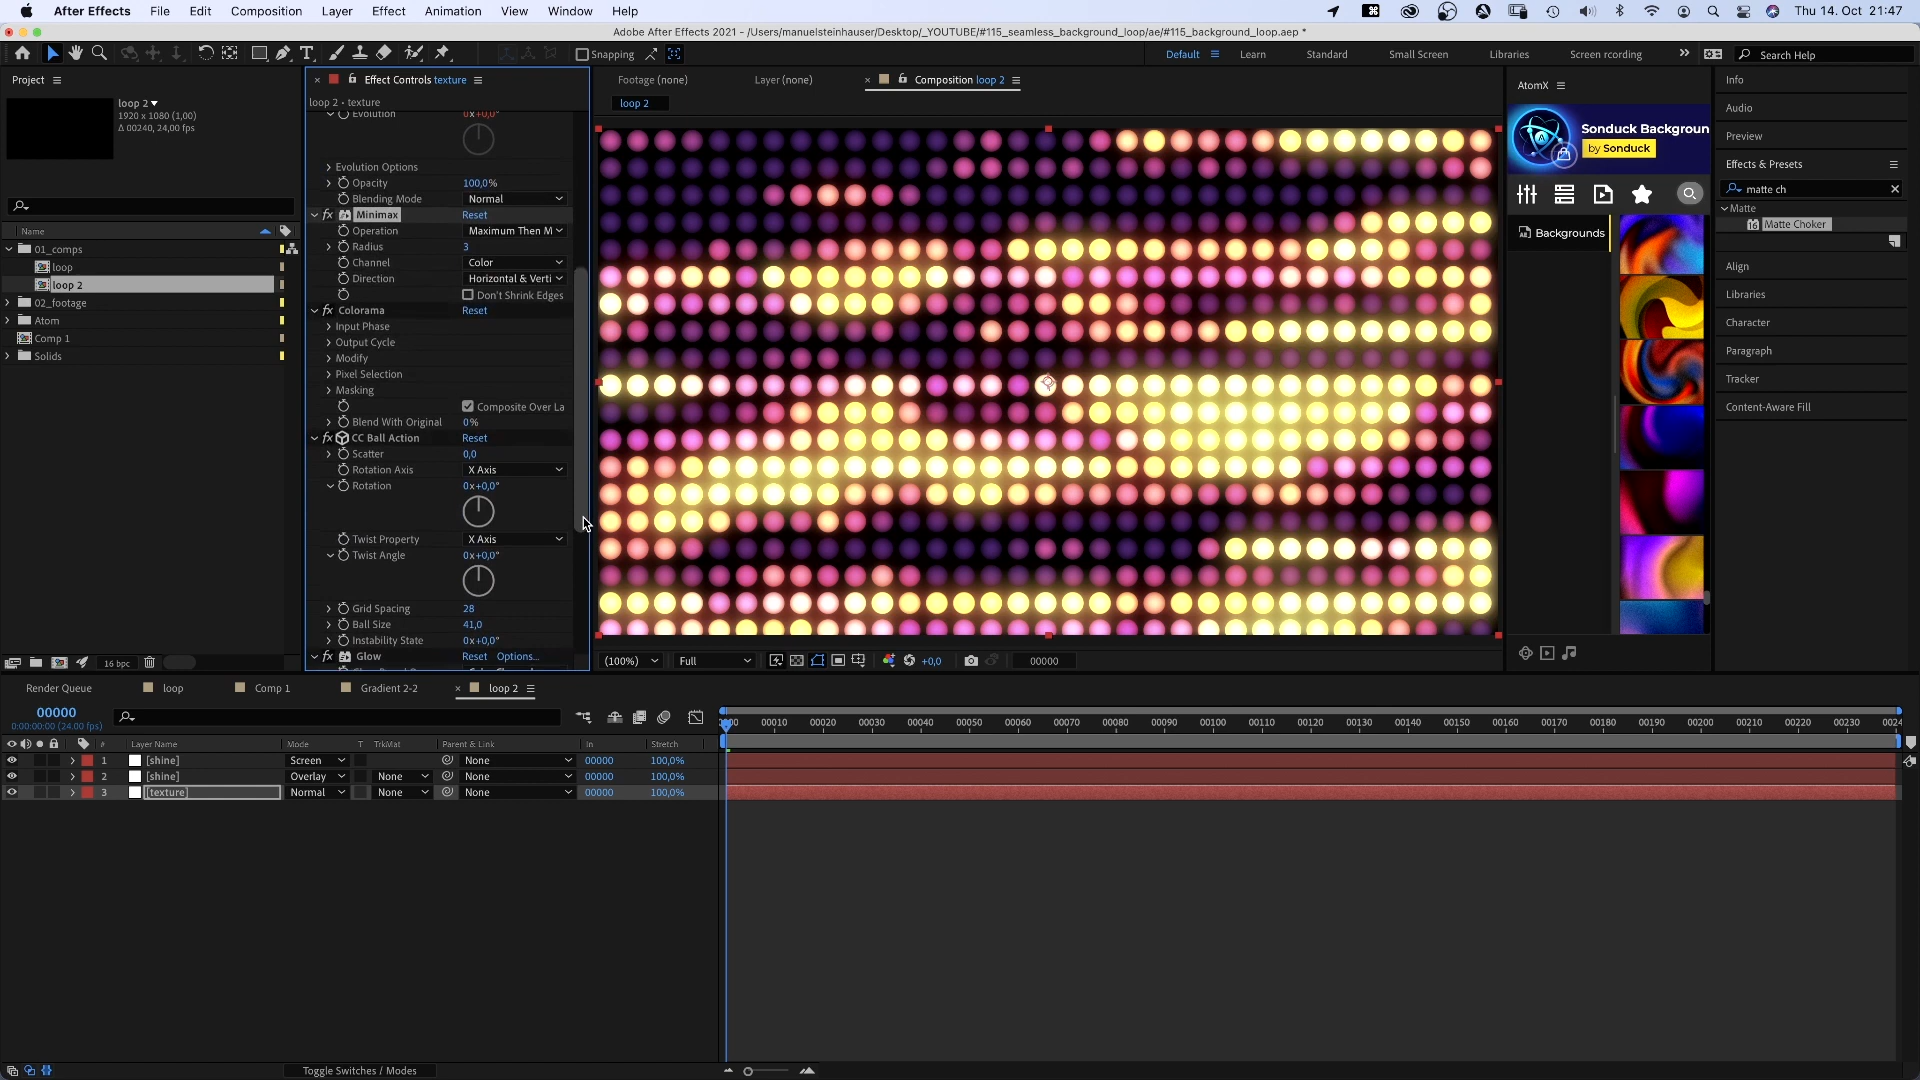 After Effects File Edit Composition Layer Effect Animation View Window Help Thu 14. Oct 21:47
Adobe After Effects 2021 - /Users/manuelsteinhauser/Desktop/_YOUTUBE/#115_seamless_background_loop/ae/#115_background_loop.aep *
Snapping Default Learn Standard Small Screen Libraries Screen rcording Search Help
Project
loop 2
1920 x 1080 (1,00)
Δ 00240, 24,00 fps
Name
01_comps
loop
loop 2
02_footage
Atom
Comp 1
Solids
16 bpc
Effect Controls texture
loop 2 • texture
Evolution 0x+0,0°
Evolution Options
Opacity 100,0%
Blending Mode Normal
fx Minimax Reset
Operation Maximum Then M
Radius 3
Channel Color
Direction Horizontal & Verti
Don't Shrink Edges
fx Colorama Reset
Input Phase
Output Cycle
Modify
Pixel Selection
Masking
Composite Over La
Blend With Original 0%
fx CC Ball Action Reset
Scatter 0,0
Rotation Axis X Axis
Rotation 0x+0,0°
Twist Property X Axis
Twist Angle 0x+0,0°
Grid Spacing 28
Ball Size 41,0
Instability State 0x+0,0°
fx Glow Reset Options...
Footage (none) Layer (none) Composition loop 2
loop 2
(100%) Full +0,0 00000
AtomX
Sonduck Backgroun
by Sonduck
Backgrounds
Info
Audio
Preview
Effects & Presets
matte ch
Matte
16 Matte Choker
Align
Libraries
Character
Paragraph
Tracker
Content-Aware Fill
Render Queue loop Comp 1 Gradient 2-2 loop 2
00000
0:00:00:00 (24.00 fps)
00010 00020 00030 00040 00050 00060 00070 00080 00090 00100 00110 00120 00130 00140 00150 00160 00170 00180 00190 00200 00210 00220 00230 0024
# Layer Name Mode T TrkMat Parent & Link In Stretch
1 [shine] Screen None 00000 100,0%
2 [shine] Overlay None None 00000 100,0%
3 [texture] Normal None None 00000 100,0%
Toggle Switches / Modes